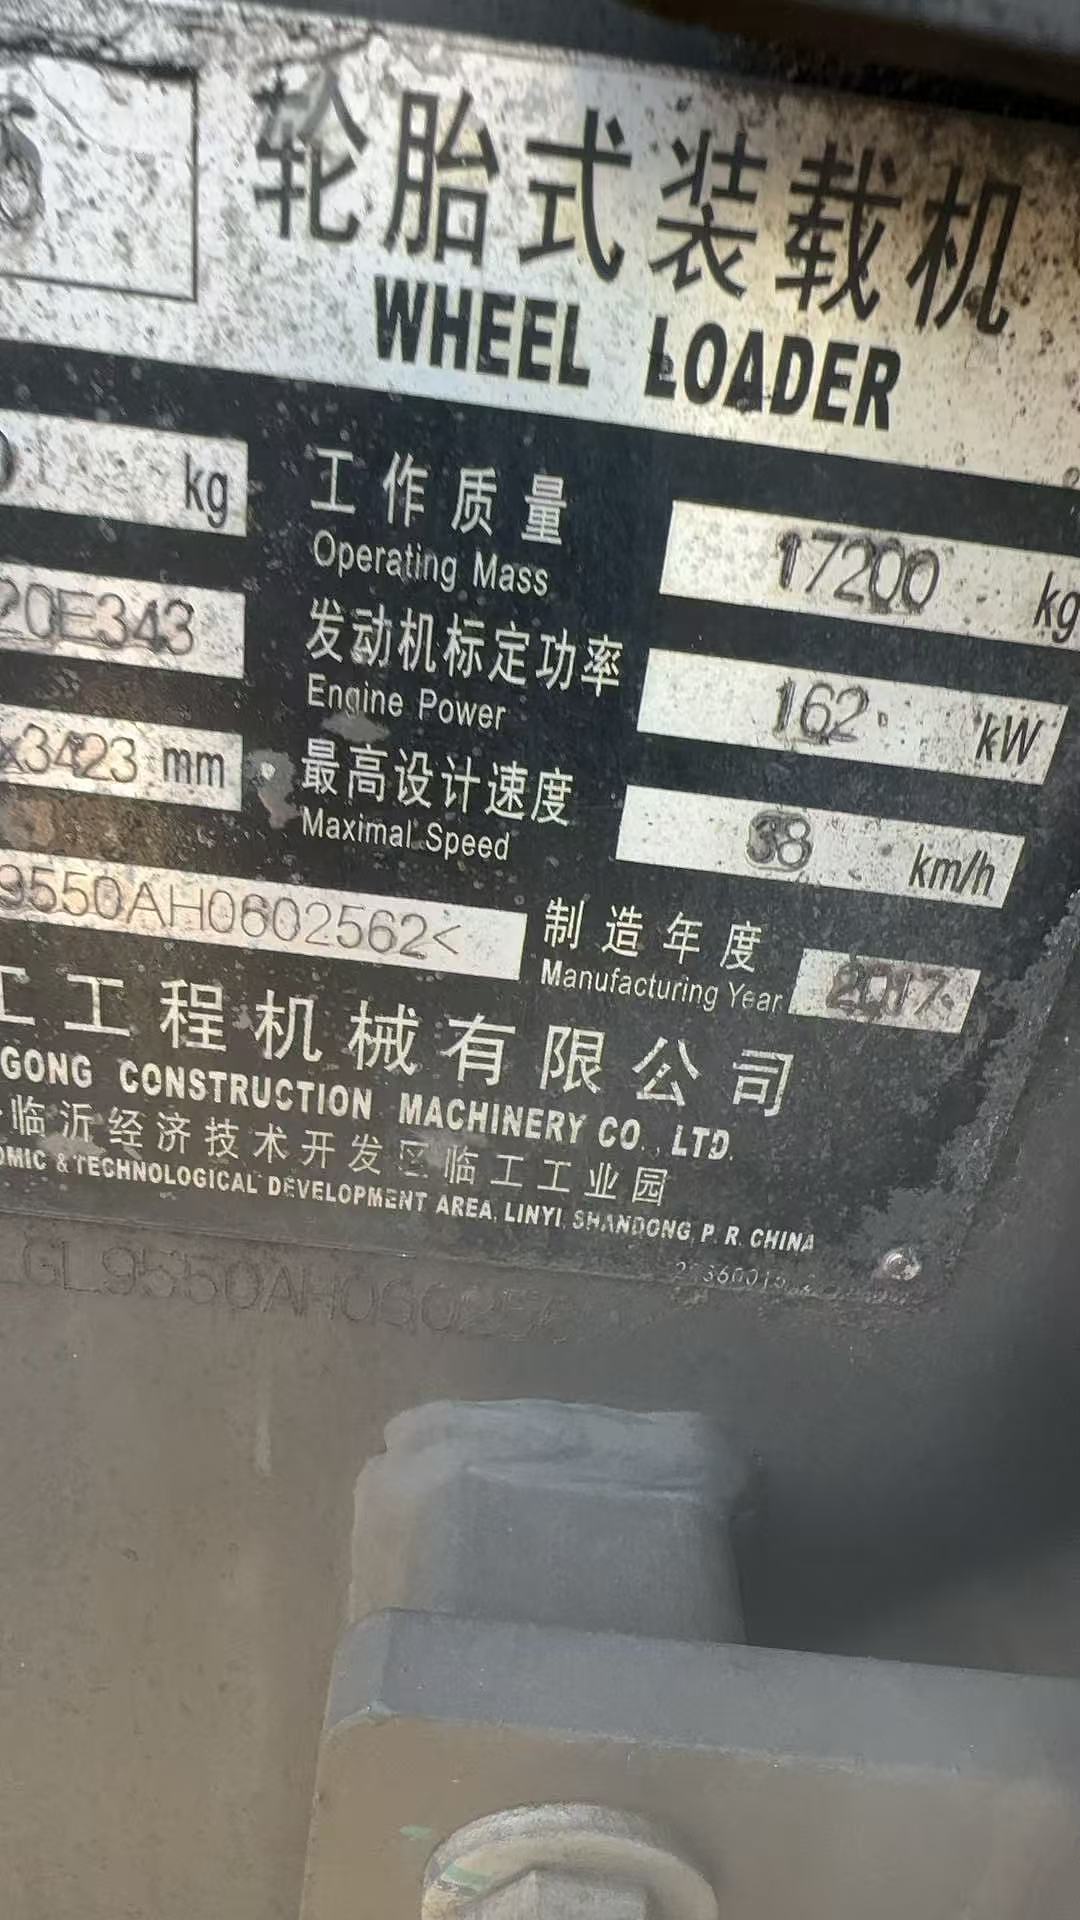 轮胎式装载机
WHEEL LOADER
kg
工作质量
Operating Mass
17200 kg
20E343
发动机标定功率
Engine Power
162 kW
x3423 mm
最高设计速度
Maximal Speed
38 km/h
9550AH0602562<
制造年度
Manufacturing Year
2017
工工程机械有限公司
GONG CONSTRUCTION MACHINERY CO., LTD.
临沂经济技术开发区临工工业园
OMIC & TECHNOLOGICAL DEVELOPMENT AREA, LINYI, SHANDONG, P. R. CHINA
GL9550AH06025